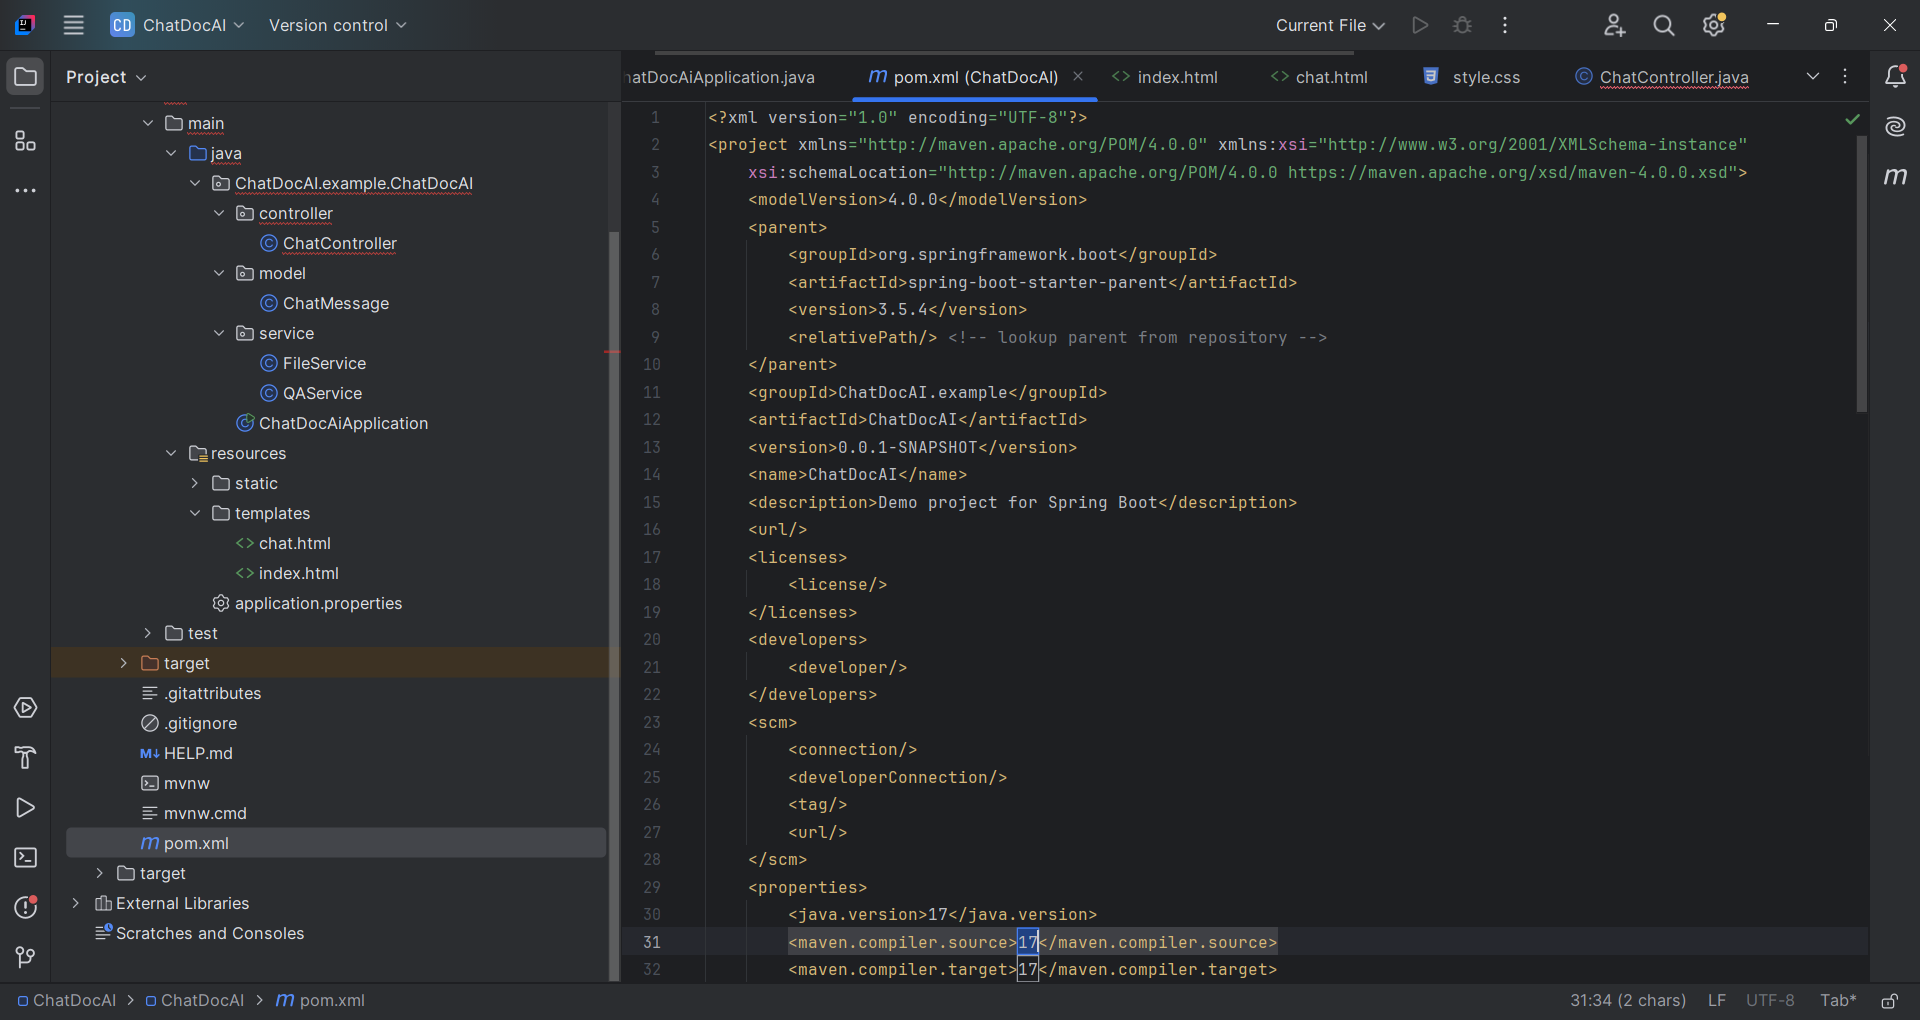 CD ChatDocAI Version control Current File
Project
main
java
ChatDocAI.example.ChatDocAI
controller
ChatController
model
ChatMessage
service
FileService
QAService
ChatDocAiApplication
resources
static
templates
chat.html
index.html
application.properties
test
target
.gitattributes
.gitignore
HELP.md
mvnw
mvnw.cmd
pom.xml
target
External Libraries
Scratches and Consoles
hatDocAiApplication.java pom.xml (ChatDocAI) index.html chat.html style.css ChatController.java
1 <?xml version="1.0" encoding="UTF-8"?>
2 <project xmlns="http://maven.apache.org/POM/4.0.0" xmlns:xsi="http://www.w3.org/2001/XMLSchema-instance"
3 xsi:schemaLocation="http://maven.apache.org/POM/4.0.0 https://maven.apache.org/xsd/maven-4.0.0.xsd">
4 <modelVersion>4.0.0</modelVersion>
5 <parent>
6 <groupId>org.springframework.boot</groupId>
7 <artifactId>spring-boot-starter-parent</artifactId>
8 <version>3.5.4</version>
9 <relativePath/> <!-- lookup parent from repository -->
10 </parent>
11 <groupId>ChatDocAI.example</groupId>
12 <artifactId>ChatDocAI</artifactId>
13 <version>0.0.1-SNAPSHOT</version>
14 <name>ChatDocAI</name>
15 <description>Demo project for Spring Boot</description>
16 <url/>
17 <licenses>
18 <license/>
19 </licenses>
20 <developers>
21 <developer/>
22 </developers>
23 <scm>
24 <connection/>
25 <developerConnection/>
26 <tag/>
27 <url/>
28 </scm>
29 <properties>
30 <java.version>17</java.version>
31 <maven.compiler.source>17</maven.compiler.source>
32 <maven.compiler.target>17</maven.compiler.target>
ChatDocAI > ChatDocAI > m pom.xml 31:34 (2 chars) LF UTF-8 Tab*